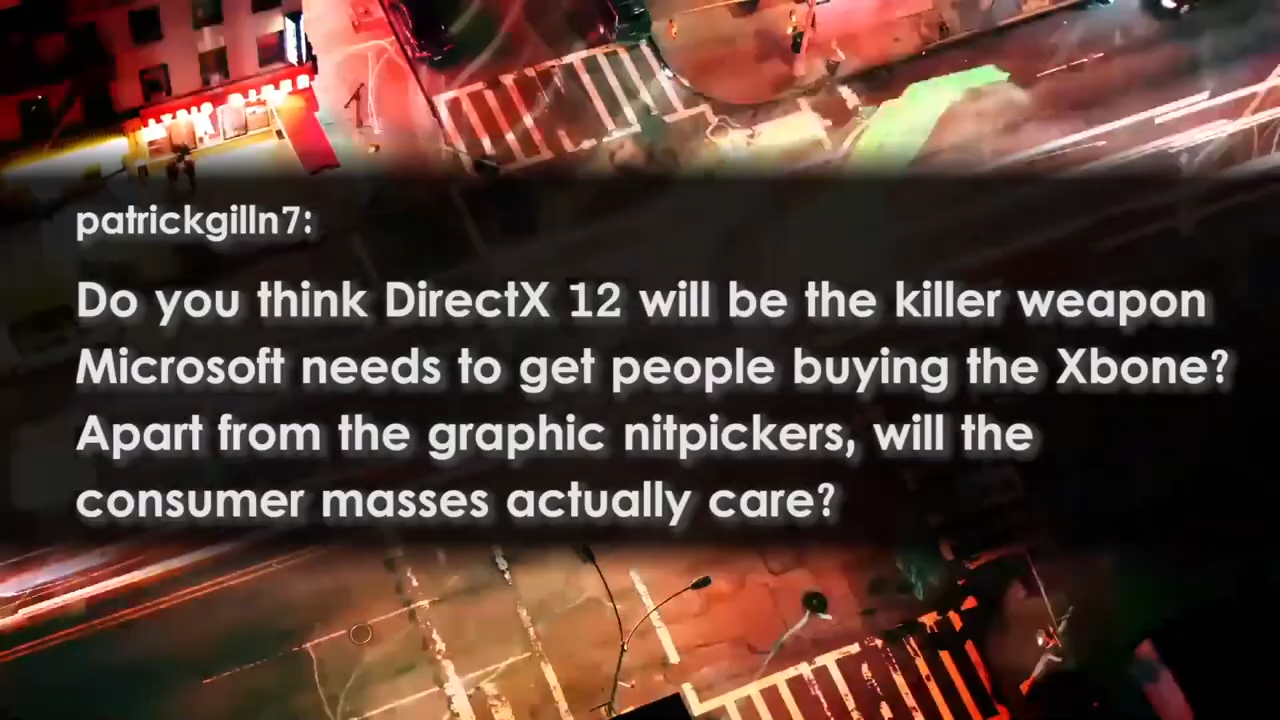 patrickgilln7:
Do you think DirectX 12 will be the killer weapon
Microsoft needs to get people buying the Xbone?
Apart from the graphic nitpickers, will the
consumer masses actually care?